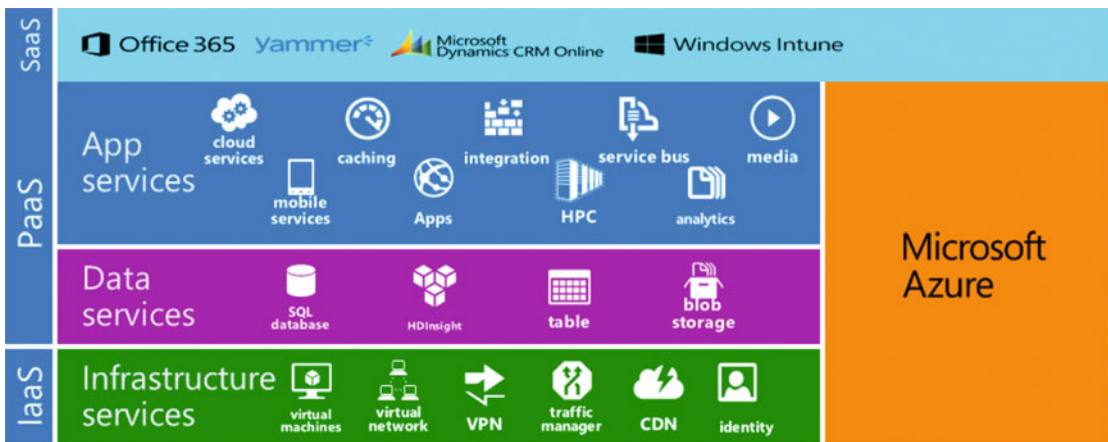 SaaS
Office 365
yammer
Microsoft
Dynamics CRM Online
Windows Intune
PaaS
App
services
cloud
services
caching
integration
service bus
media
mobile
services
Apps
HPC
analytics
Data
services
SQL
database
HDInsight
table
blob
storage
IaaS
Infrastructure
services
virtual
machines
virtual
network
VPN
traffic
manager
CDN
identity
Microsoft
Azure